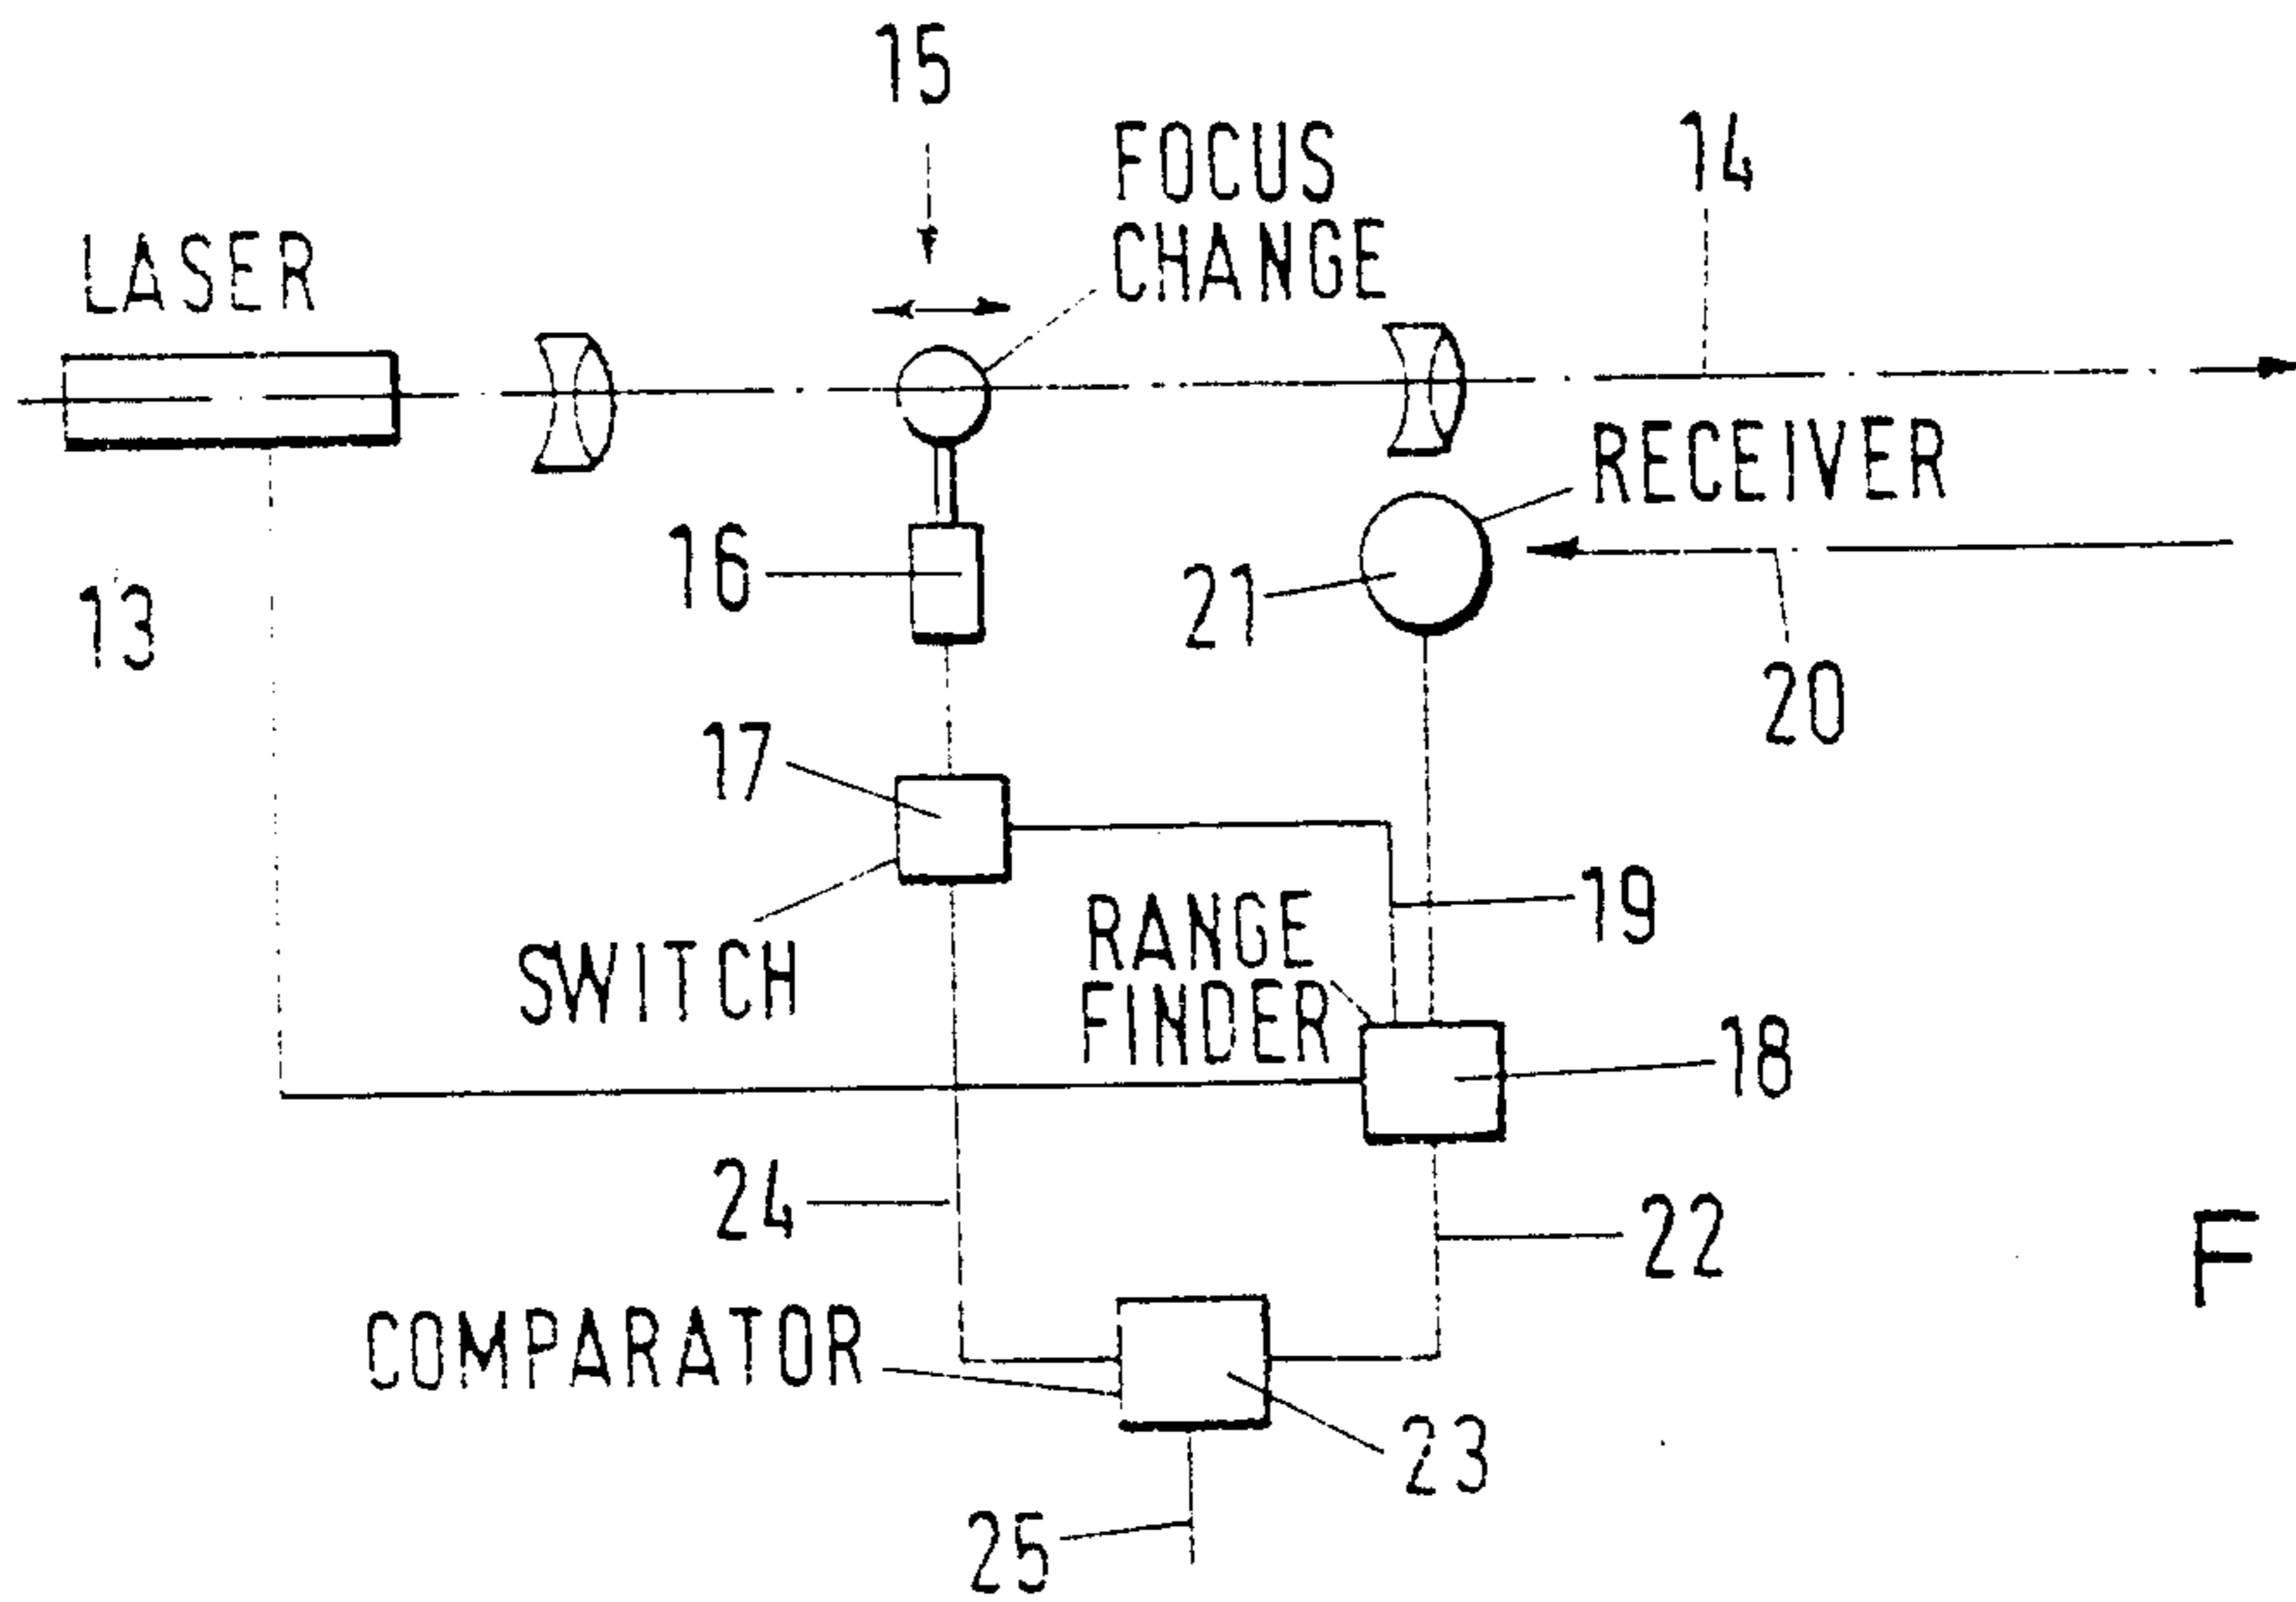 15
FOCUS
CHANGE
14
LASER
RECEIVER
16
21
13
20
17
19
SWITCH
RANGE
FINDER
18
24
22
F
COMPARATOR
23
25